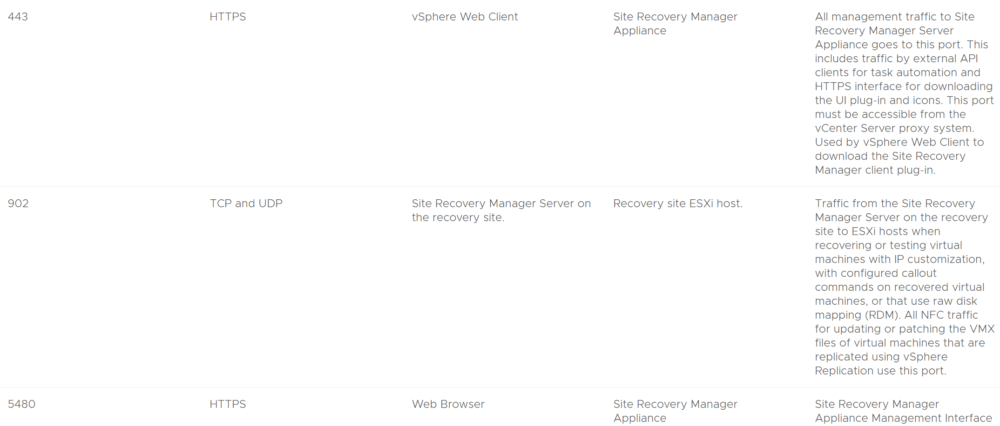 443
HTTPS
vSphere Web Client
Site Recovery Manager
Appliance
All management traffic to Site
Recovery Manager Server
Appliance goes to this port. This
includes traffic by external API
clients for task automation and
HTTPS interface for downloading
the UI plug-in and icons. This port
must be accessible from the
vCenter Server proxy system.
Used by vSphere Web Client to
download the Site Recovery
Manager client plug-in.
902
TCP and UDP
Site Recovery Manager Server on
the recovery site.
Recovery site ESXi host.
Traffic from the Site Recovery
Manager Server on the recovery
site to ESXi hosts when
recovering or testing virtual
machines with IP customization,
with configured callout
commands on recovered virtual
machines, or that use raw disk
mapping (RDM). All NFC traffic
for updating or patching the VMX
files of virtual machines that are
replicated using vSphere
Replication use this port.
5480
HTTPS
Web Browser
Site Recovery Manager
Appliance
Site Recovery Manager
Appliance Management Interface